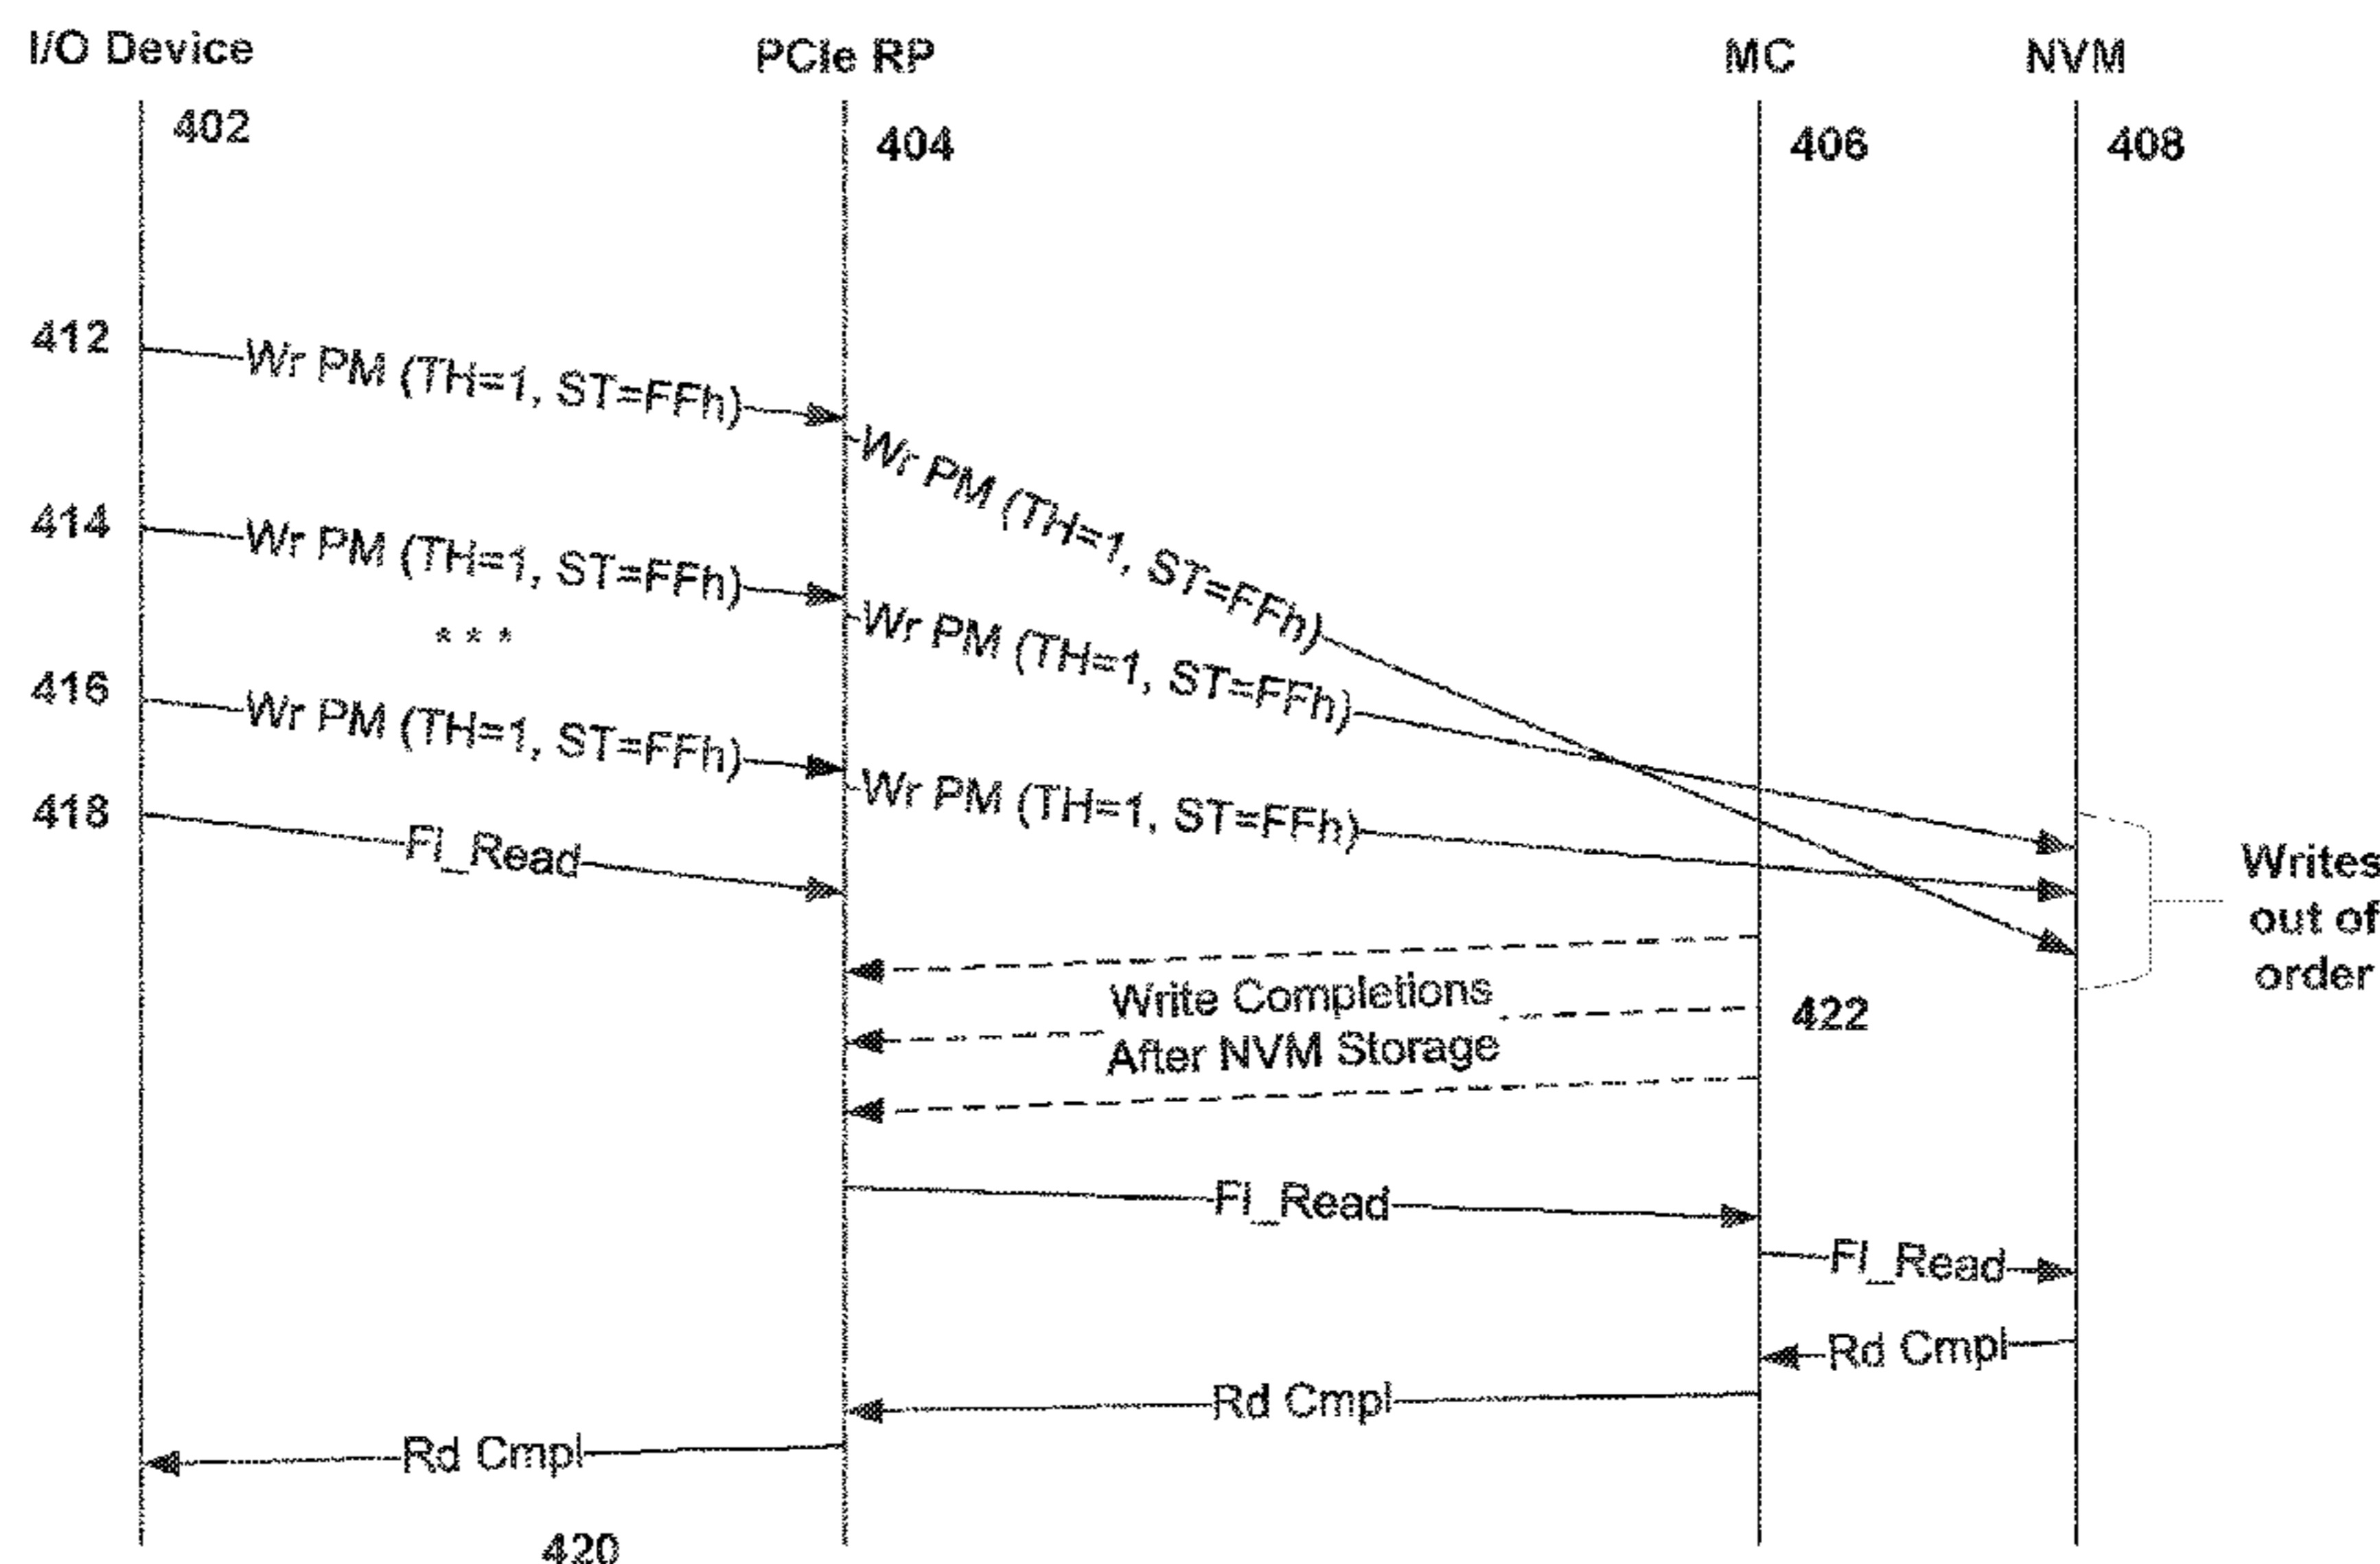 I/O Device
PCIe RP
MC
NVM
402
404
406
408
412
Wr PM (TH=1, ST=FFh)
Wr PM (TH=1, ST=FFh)
414
Wr PM (TH=1, ST=FFh)
* * *
Wr PM (TH=1, ST=FFh)
416
Wr PM (TH=1, ST=FFh)
Wr PM (TH=1, ST=FFh)
418
Fl_Read
Writes
out of
order
Write Completions
After NVM Storage
422
Fl_Read
Fl_Read
Rd Cmpl
Rd Cmpl
Rd Cmpl
420